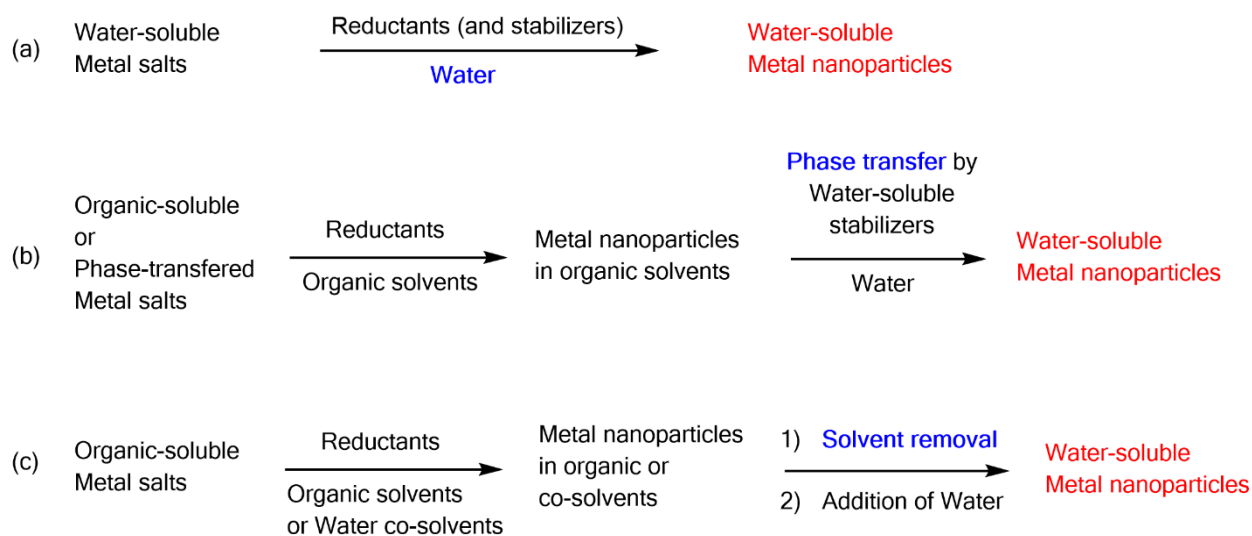 (a)
Water-soluble
Metal salts
Reductants (and stabilizers)
Water
Water-soluble
Metal nanoparticles
(b)
Organic-soluble
or
Phase-transfered
Metal salts
Reductants
Organic solvents
Metal nanoparticles
in organic solvents
Phase transfer by
Water-soluble
stabilizers
Water
Water-soluble
Metal nanoparticles
(c)
Organic-soluble
Metal salts
Reductants
Organic solvents
or Water co-solvents
Metal nanoparticles
in organic or
co-solvents
1) Solvent removal
2) Addition of Water
Water-soluble
Metal nanoparticles